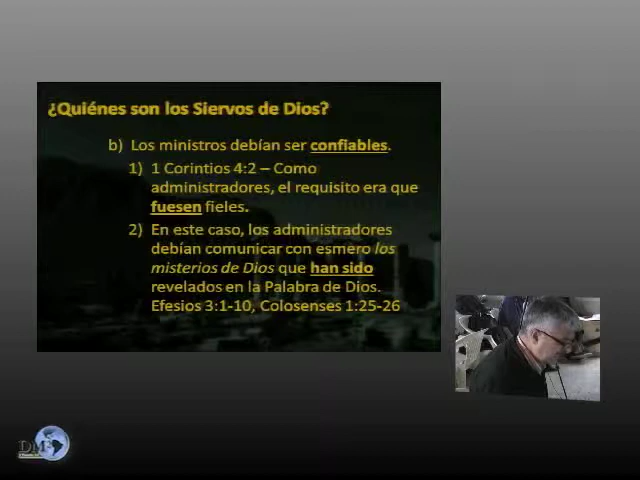 ¿Quiénes son los Siervos de Dios?
b) Los ministros debían ser confiables.
1) 1 Corintios 4:2 – Como
administradores, el requisito era que
fuesen fieles.
2) En este caso, los administradores
debían comunicar con esmero los
misterios de Dios que han sido
revelados en la Palabra de Dios.
Efesios 3:1-10, Colosenses 1:25-26